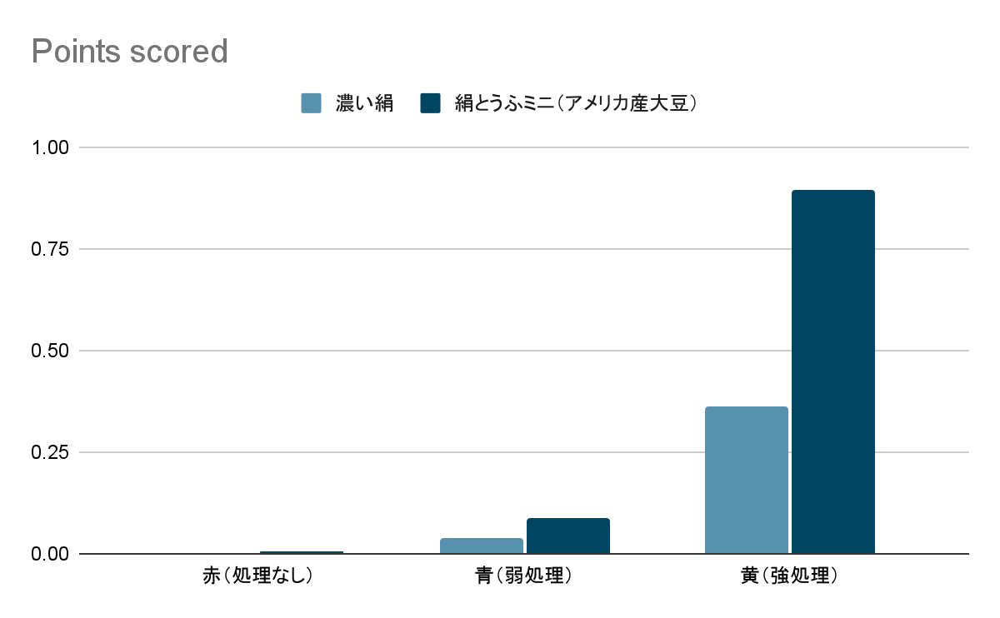 Points scored
濃い絹 絹とうふミニ（アメリカ産大豆）
1.00
0.75
0.50
0.25
0.00
赤（処理なし） 青（弱処理） 黄（強処理）